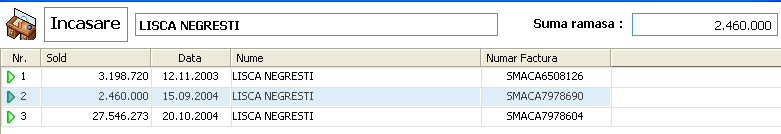 Incasare LISCA NEGRESTI Suma ramasa : 2.460.000
Nr. Sold Data Nume Numar Factura
1 3.198.720 12.11.2003 LISCA NEGRESTI SMACA6508126
2 2.460.000 15.09.2004 LISCA NEGRESTI SMACA7978690
3 27.546.273 20.10.2004 LISCA NEGRESTI SMACA7978604